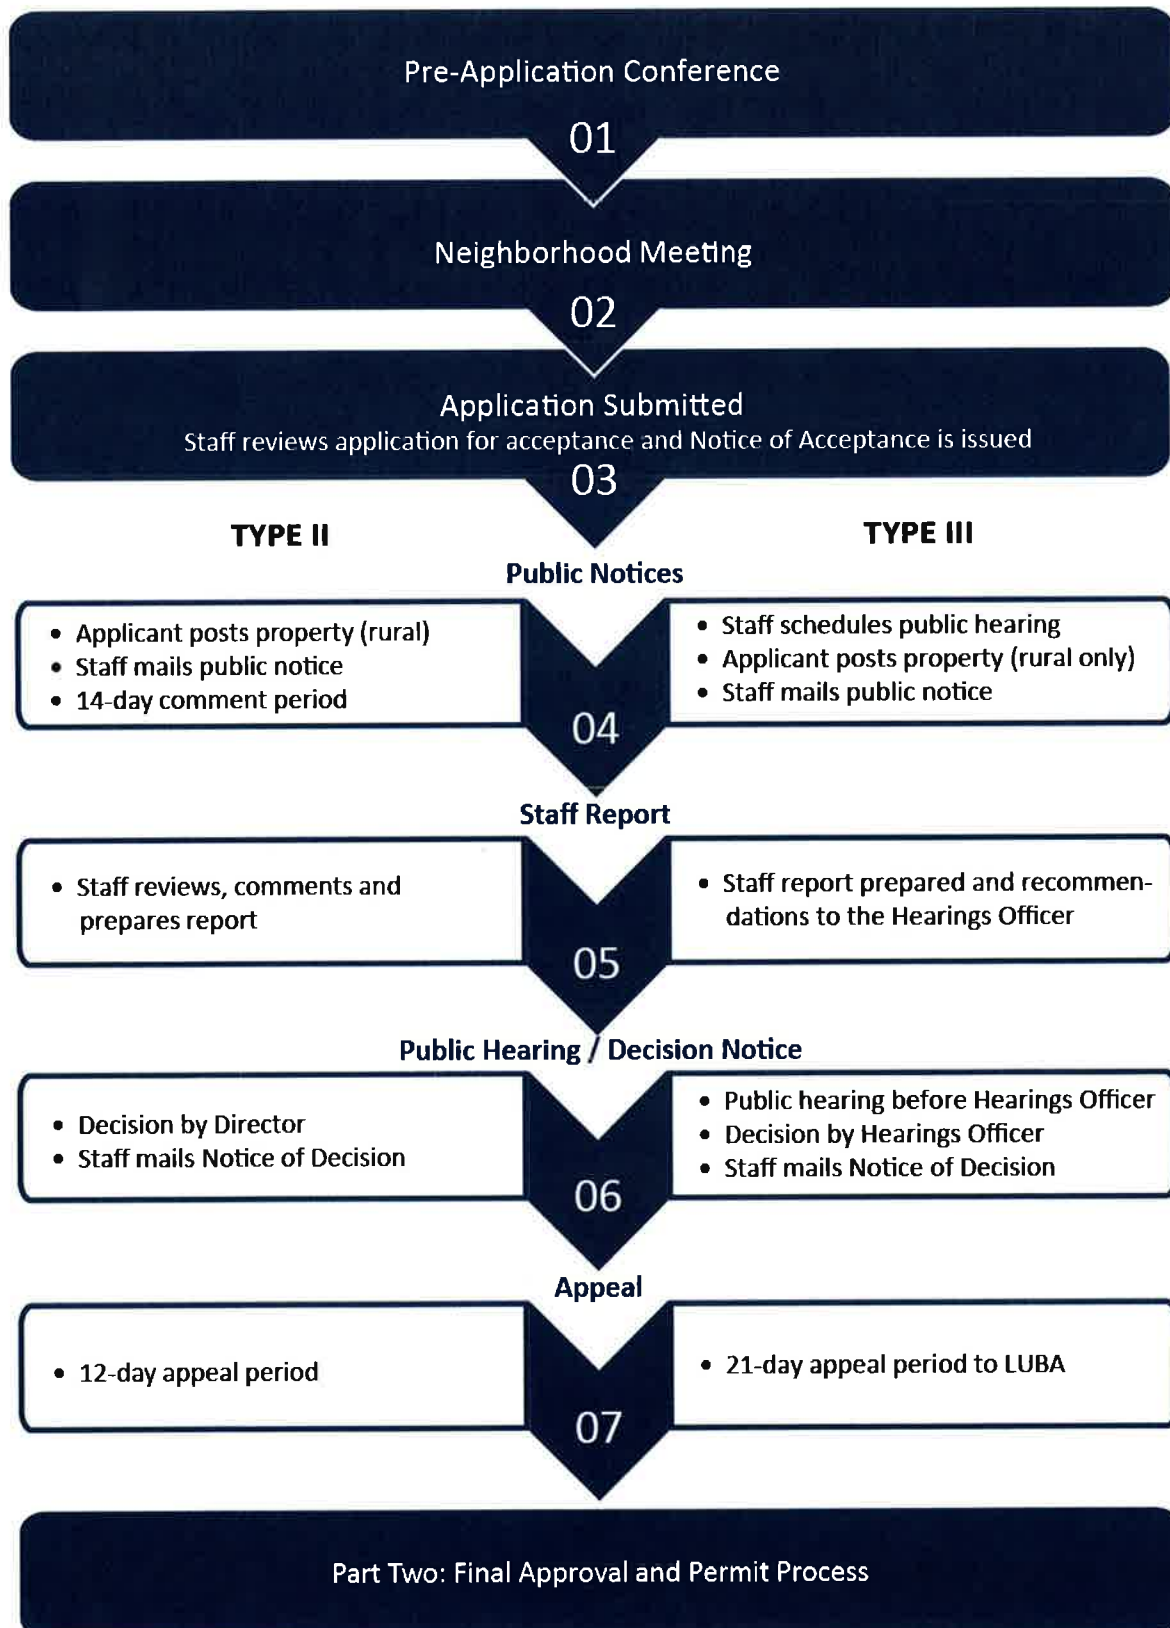 Pre-Application Conference
01
Neighborhood Meeting
02
Application Submitted
Staff reviews application for acceptance and Notice of Acceptance is issued
03
TYPE II
TYPE III
Public Notices
• Applicant posts property (rural)
• Staff mails public notice
• 14-day comment period
04
• Staff schedules public hearing
• Applicant posts property (rural only)
• Staff mails public notice
Staff Report
• Staff reviews, comments and
prepares report
05
• Staff report prepared and recommen-
dations to the Hearings Officer
Public Hearing / Decision Notice
• Decision by Director
• Staff mails Notice of Decision
06
• Public hearing before Hearings Officer
• Decision by Hearings Officer
• Staff mails Notice of Decision
Appeal
• 12-day appeal period
07
• 21-day appeal period to LUBA
Part Two: Final Approval and Permit Process